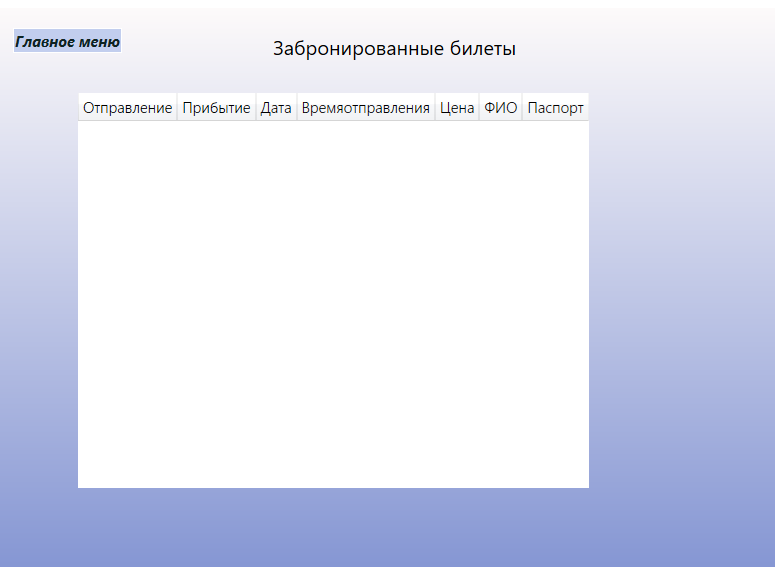 Главное меню
Забронированные билеты
Отправление Прибытие Дата Времяотправления Цена ФИО Паспорт